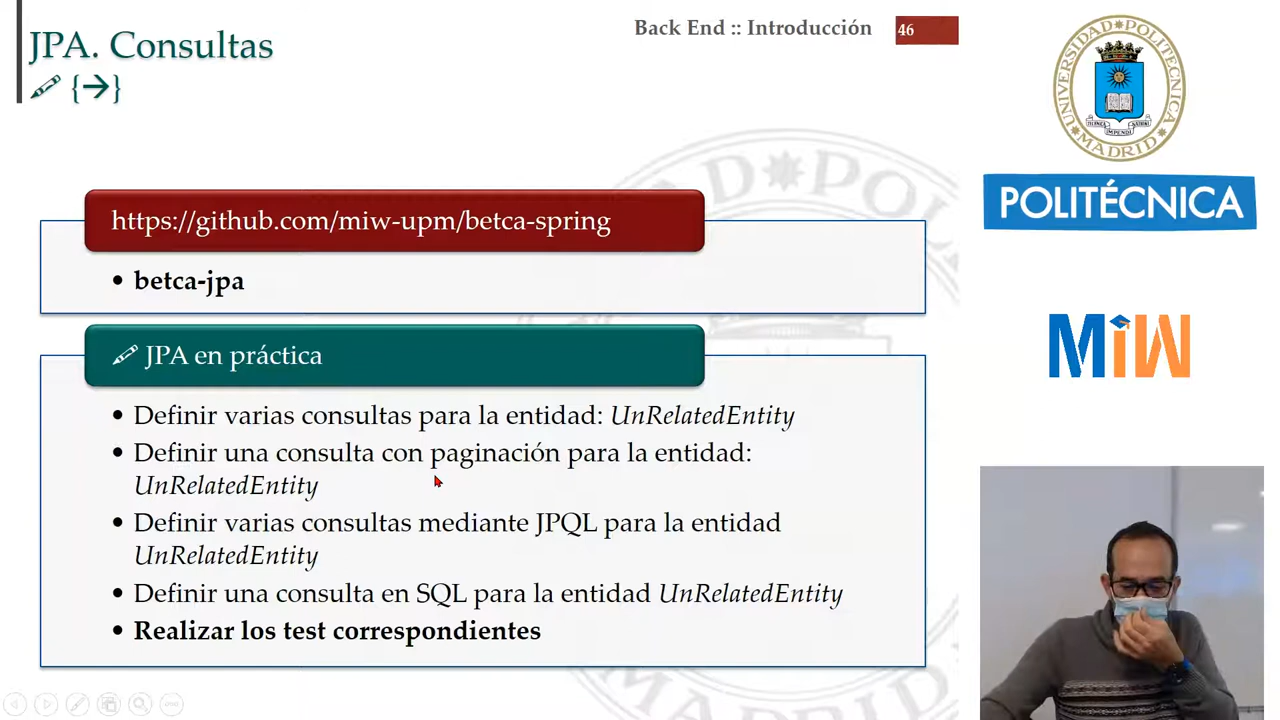 JPA. Consultas
{→}
Back End :: Introducción
46
https://github.com/miw-upm/betca-spring
• betca-jpa
JPA en práctica
• Definir varias consultas para la entidad: UnRelatedEntity
• Definir una consulta con paginación para la entidad:
UnRelatedEntity
• Definir varias consultas mediante JPQL para la entidad
UnRelatedEntity
• Definir una consulta en SQL para la entidad UnRelatedEntity
• Realizar los test correspondientes
UNIVERSIDAD POLITÉCNICA
MADRID
POLITÉCNICA
MiW